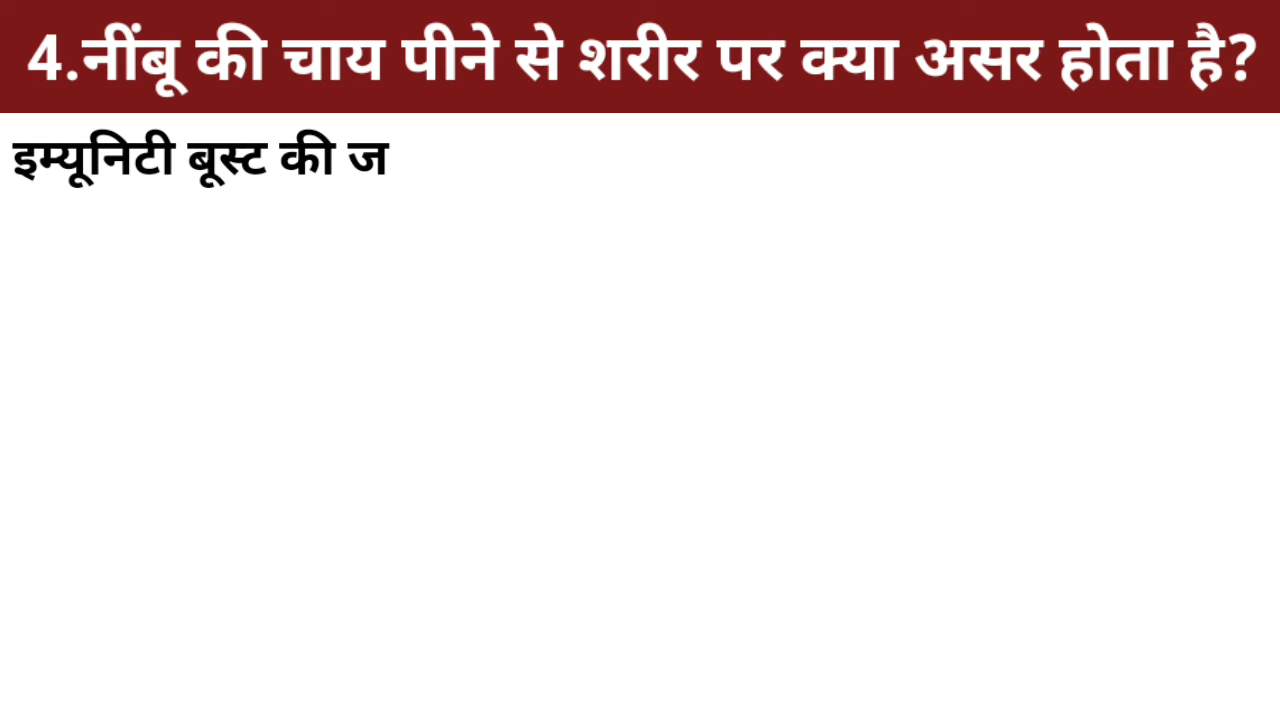 4.नींबू की चाय पीने से शरीर पर क्या असर होता है?
इम्यूनिटी बूस्ट की ज